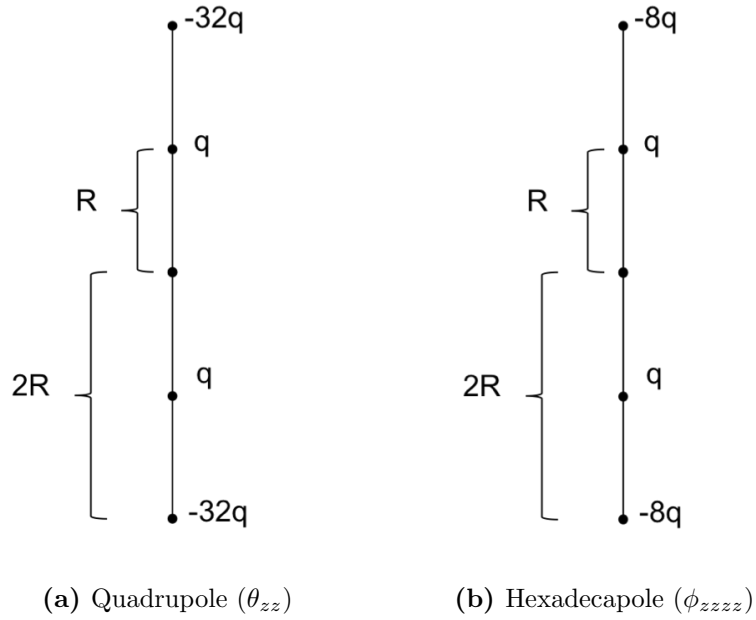 -32q
q
R
2R
q
-32q
-8q
q
R
2R
q
-8q
(a) Quadrupole (θzz)
(b) Hexadecapole (ϕzzzz)